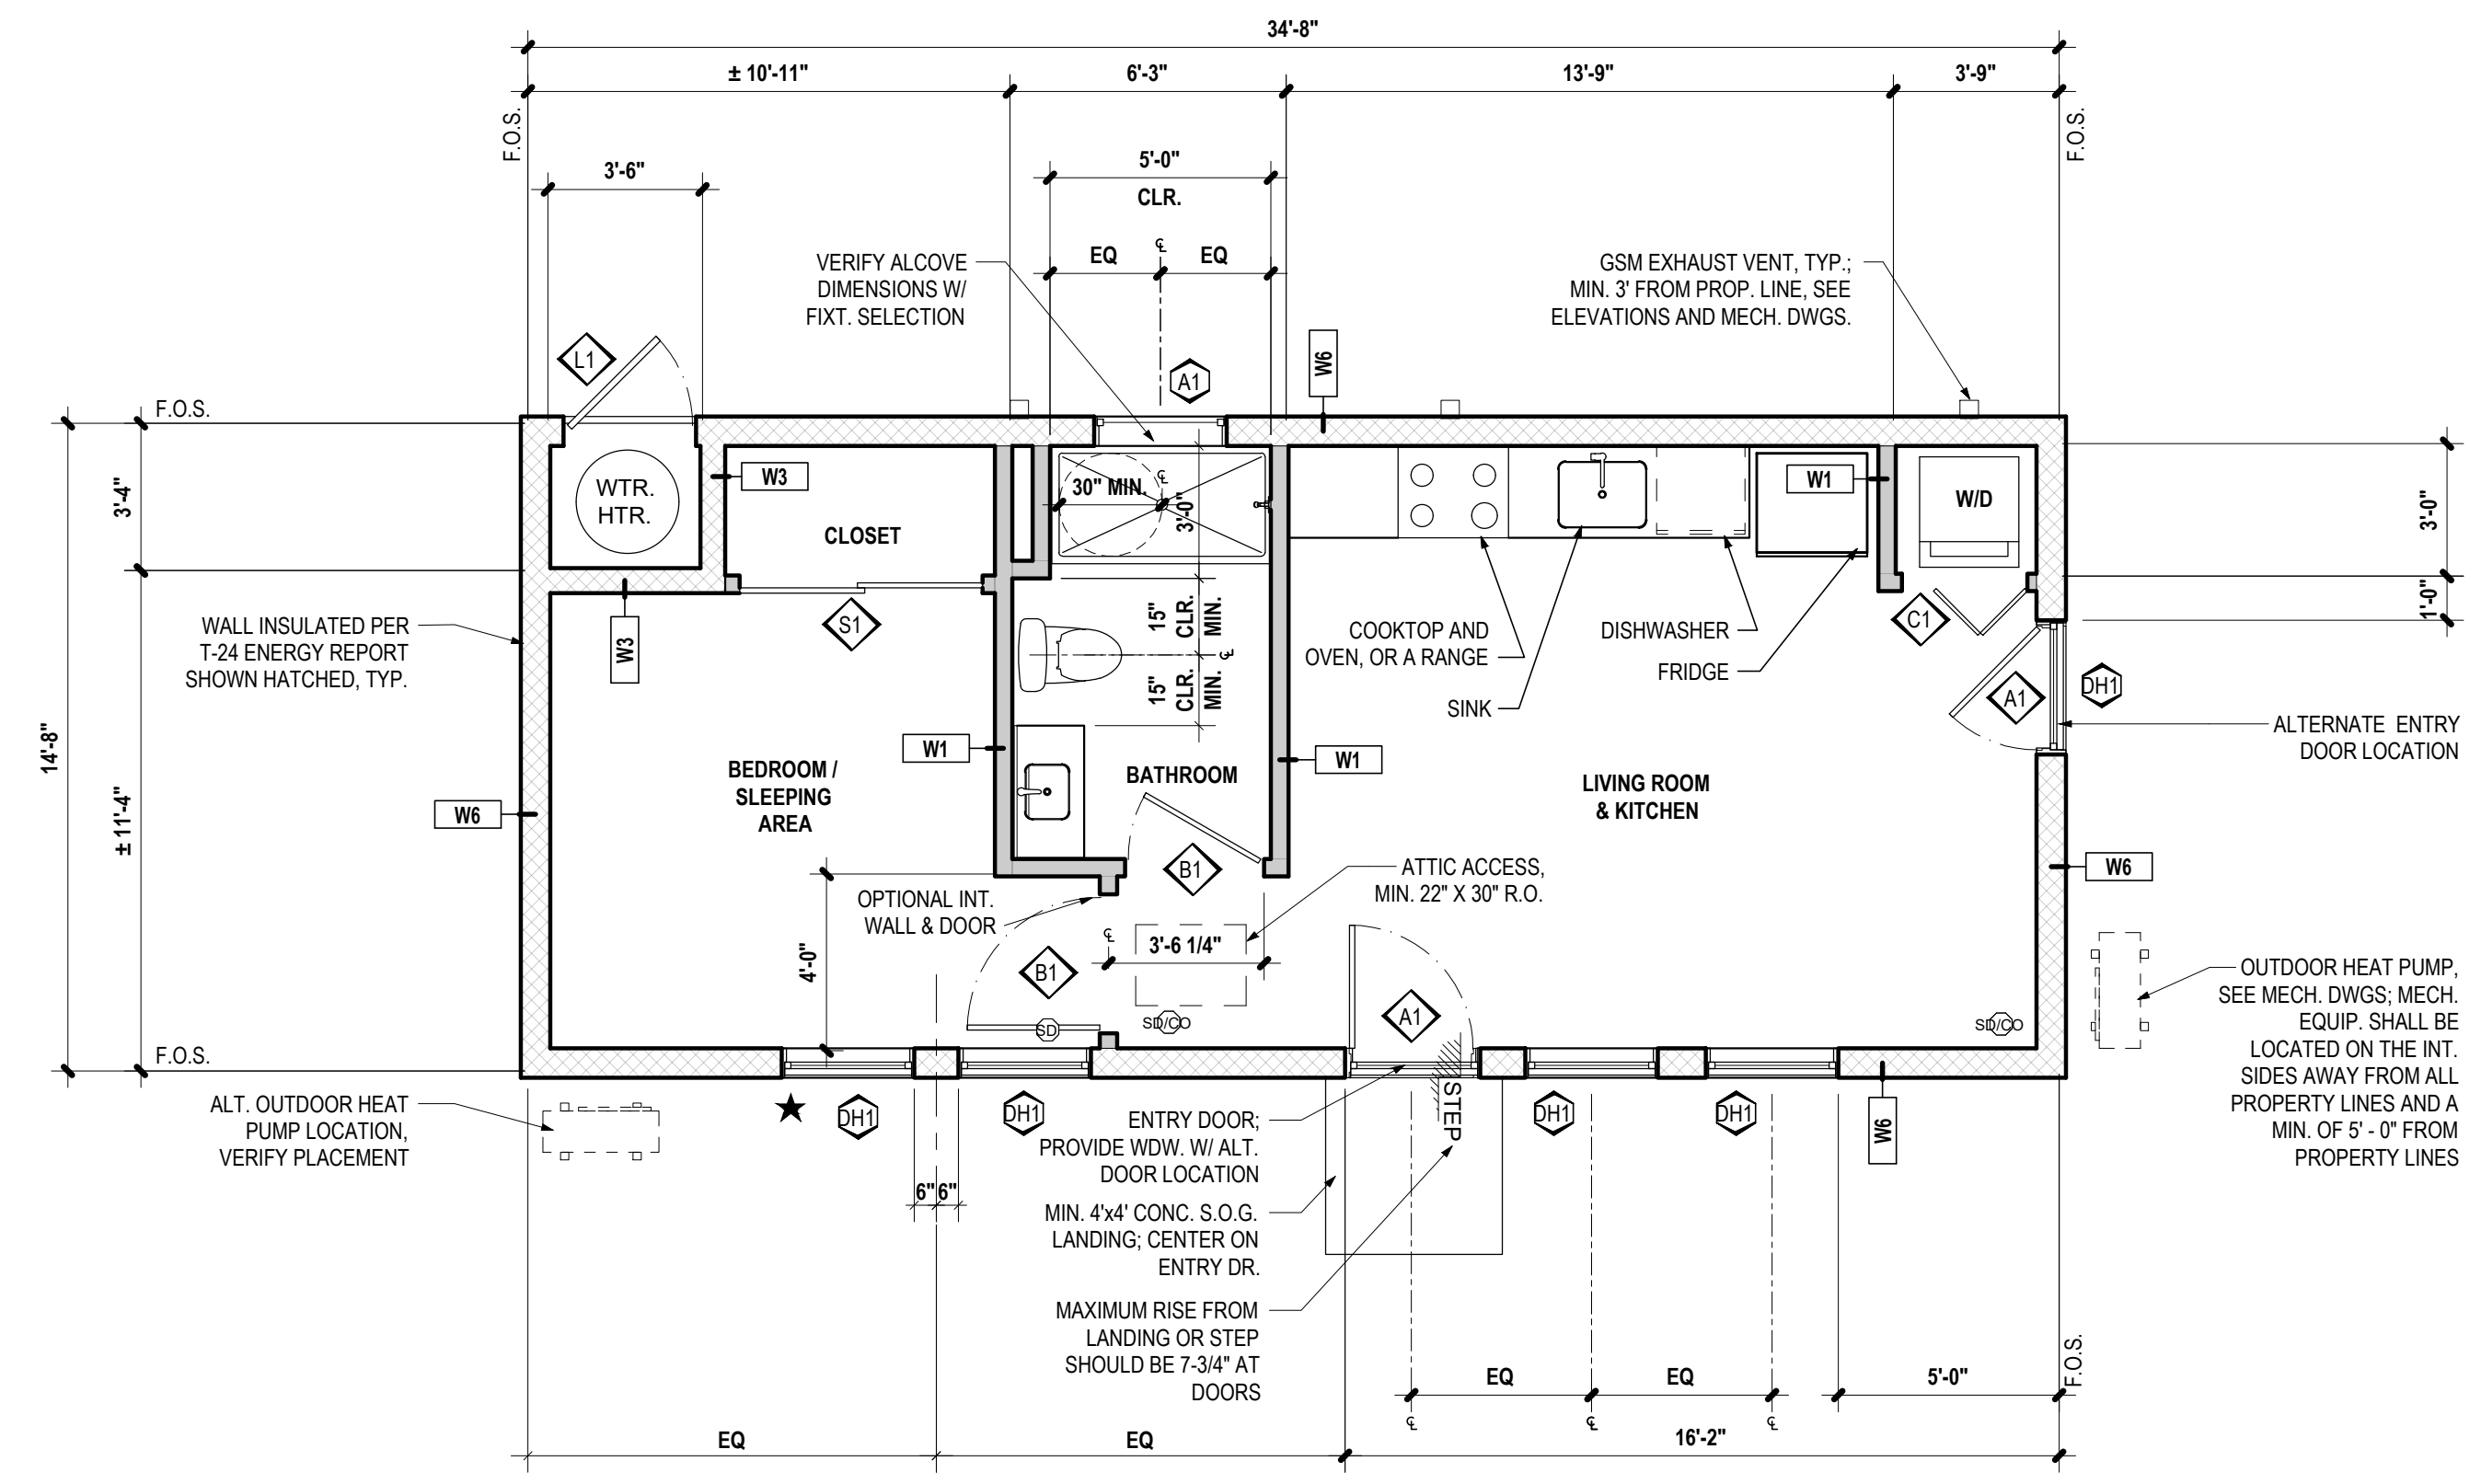 34'-8"
± 10'-11"
6'-3"
13'-9"
3'-9"
F.O.S.
F.O.S.
3'-6"
5'-0"
CLR.
EQ
℄
EQ
VERIFY ALCOVE
DIMENSIONS W/
FIXT. SELECTION
GSM EXHAUST VENT, TYP.;
MIN. 3' FROM PROP. LINE, SEE
ELEVATIONS AND MECH. DWGS.
L1
A1
W6
F.O.S.
3'-4"
14'-8"
± 11'-4"
F.O.S.
WTR.
HTR.
W3
CLOSET
30" MIN.
℄
3'-0"
W1
W/D
3'-0"
1'-0"
WALL INSULATED PER
T-24 ENERGY REPORT
SHOWN HATCHED, TYP.
W3
S1
15"
CLR.
MIN.
℄
15"
CLR.
MIN.
COOKTOP AND
OVEN, OR A RANGE
SINK
DISHWASHER
FRIDGE
C1
A1
DH1
ALTERNATE ENTRY
DOOR LOCATION
W6
BEDROOM /
SLEEPING
AREA
W1
BATHROOM
W1
LIVING ROOM
& KITCHEN
B1
ATTIC ACCESS,
MIN. 22" X 30" R.O.
W6
OPTIONAL INT.
WALL & DOOR
4'-0"
℄
3'-6 1/4"
B1
SD
SD/CO
A1
SD/CO
OUTDOOR HEAT PUMP,
SEE MECH. DWGS; MECH.
EQUIP. SHALL BE
LOCATED ON THE INT.
SIDES AWAY FROM ALL
PROPERTY LINES AND A
MIN. OF 5' - 0" FROM
PROPERTY LINES
ALT. OUTDOOR HEAT
PUMP LOCATION,
VERIFY PLACEMENT
DH1
DH1
STEP
DH1
DH1
W6
ENTRY DOOR;
PROVIDE WDW. W/ ALT.
DOOR LOCATION
6"
6"
MIN. 4'x4' CONC. S.O.G.
LANDING; CENTER ON
ENTRY DR.
MAXIMUM RISE FROM
LANDING OR STEP
SHOULD BE 7-3/4" AT
DOORS
EQ
EQ
5'-0"
F.O.S.
℄
℄
℄
EQ
EQ
16'-2"